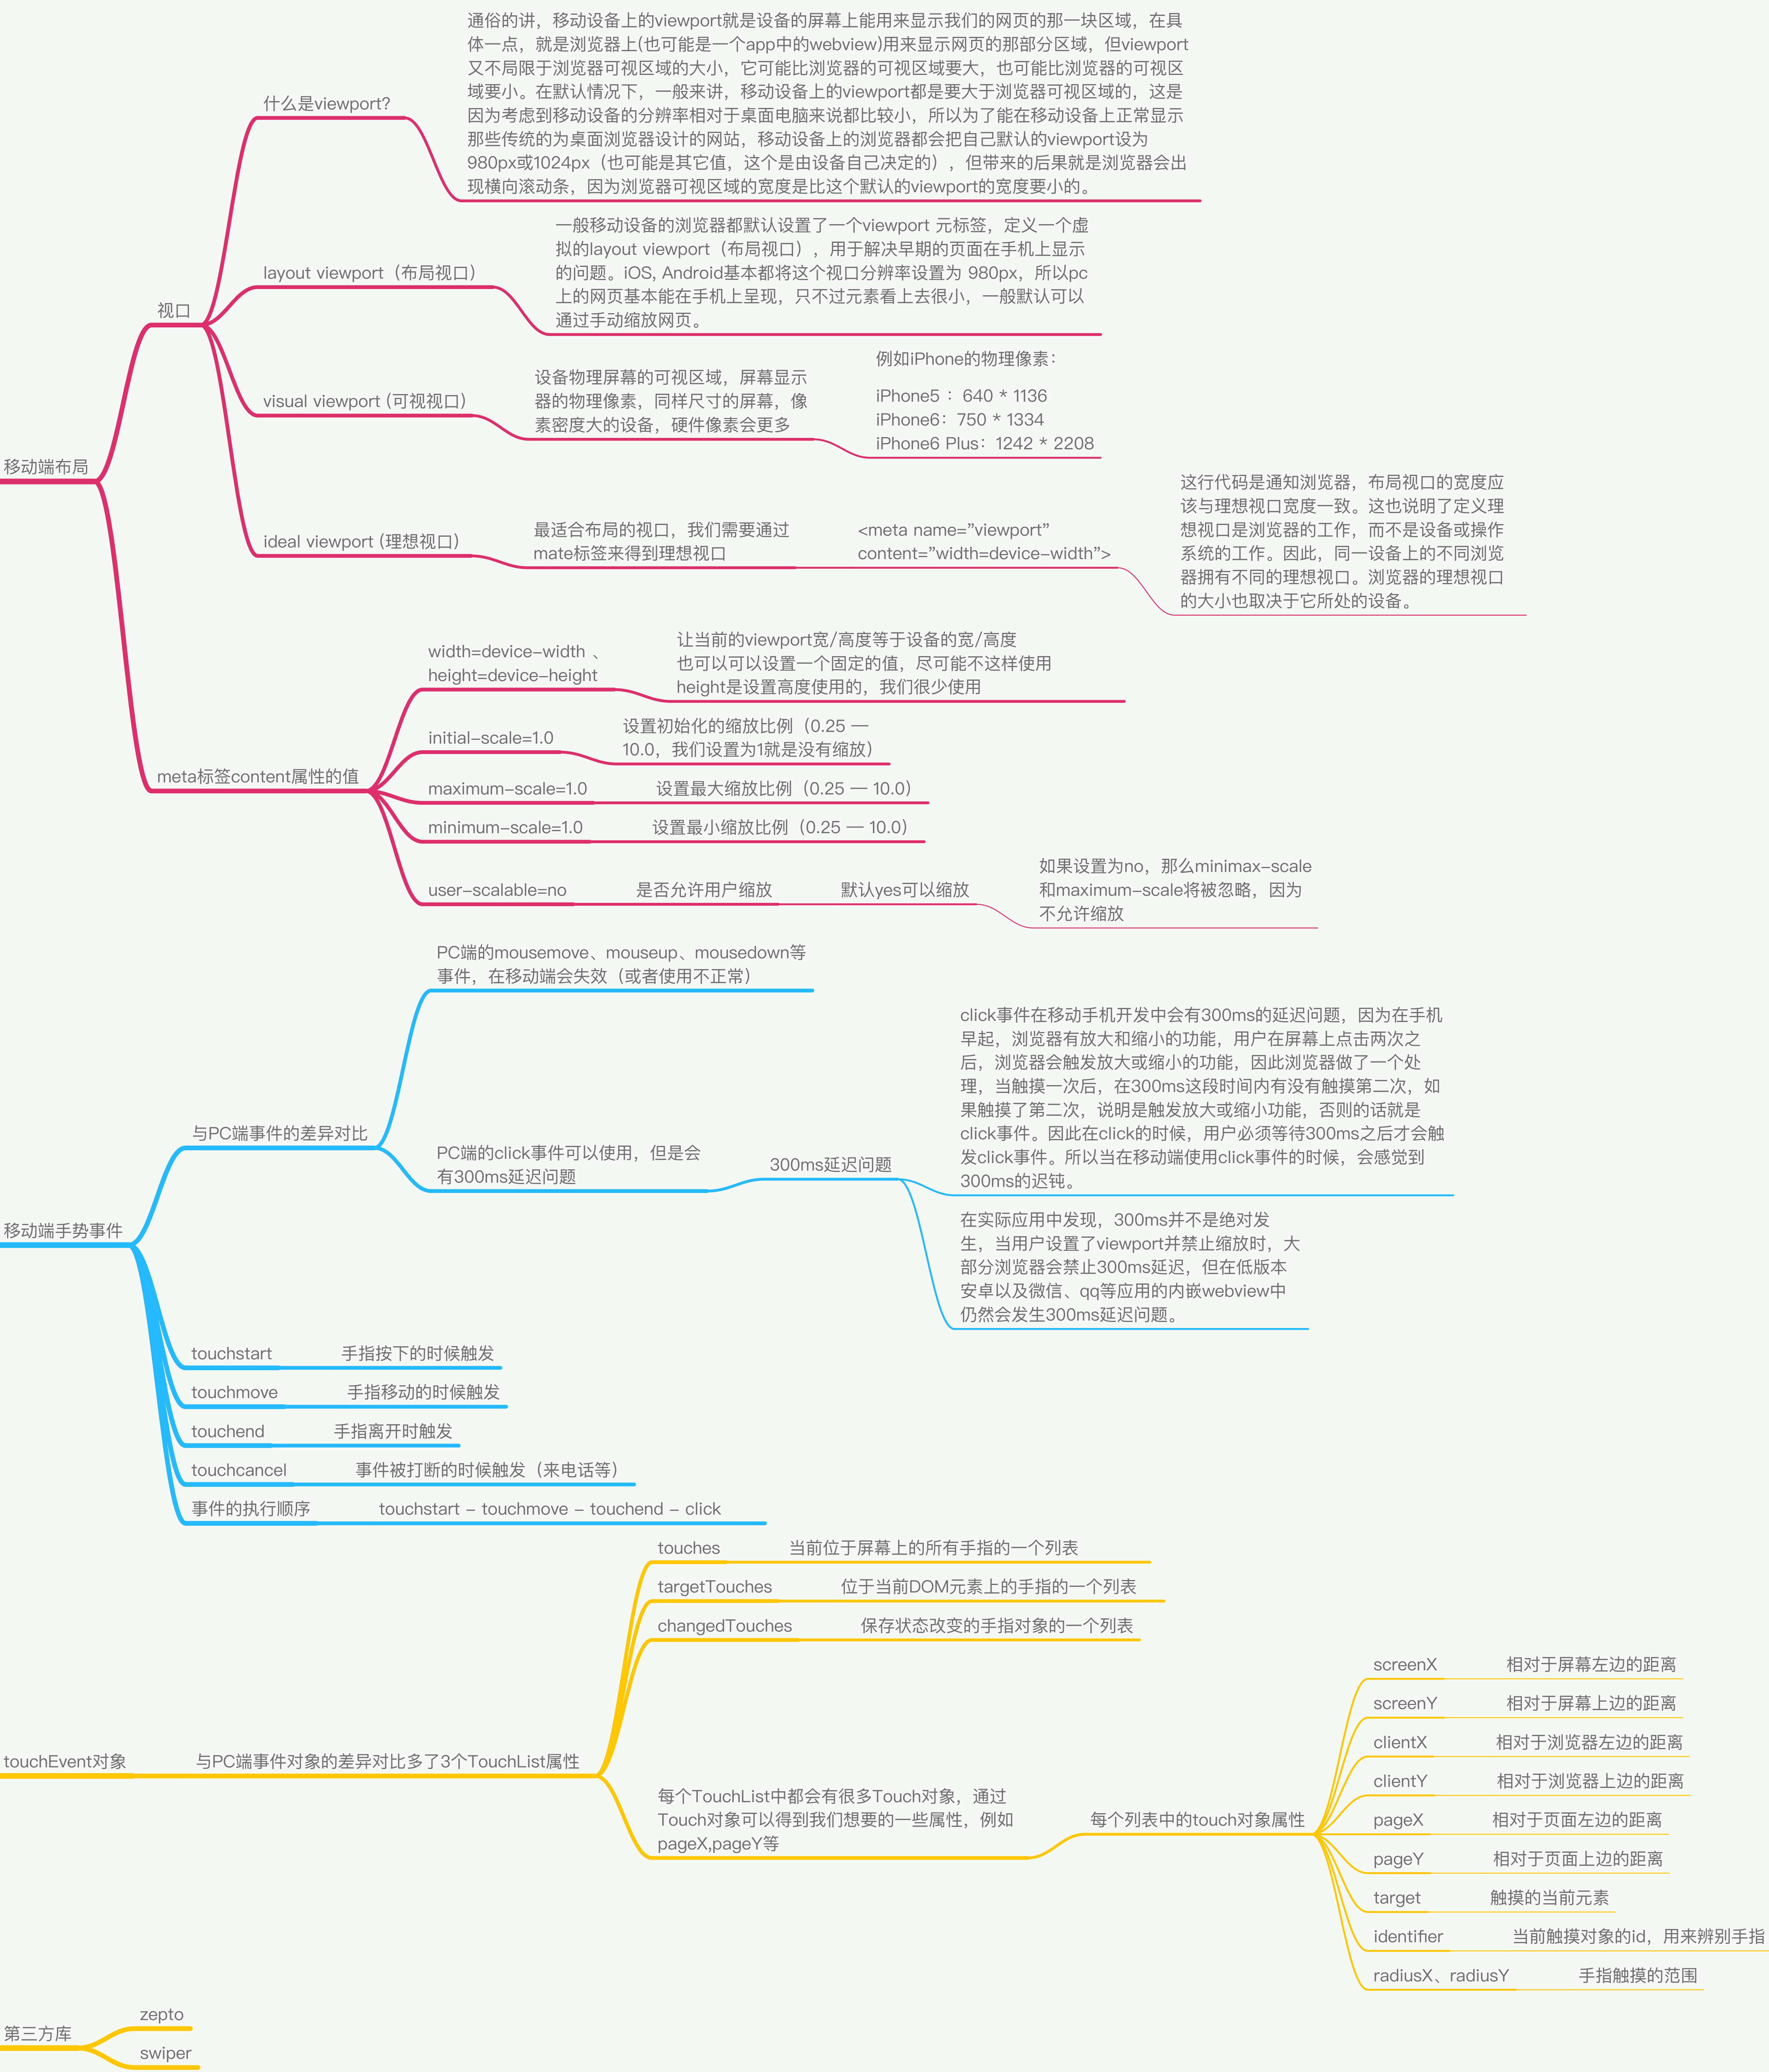 移动端布局
视口
什么是viewport?
通俗的讲，移动设备上的viewport就是设备的屏幕上能用来显示我们的网页的那一块区域，在具
体一点，就是浏览器上(也可能是一个app中的webview)用来显示网页的那部分区域，但viewport
又不局限于浏览器可视区域的大小，它可能比浏览器的可视区域要大，也可能比浏览器的可视区
域要小。在默认情况下，一般来讲，移动设备上的viewport都是要大于浏览器可视区域的，这是
因为考虑到移动设备的分辨率相对于桌面电脑来说都比较小，所以为了能在移动设备上正常显示
那些传统的为桌面浏览器设计的网站，移动设备上的浏览器都会把自己默认的viewport设为
980px或1024px（也可能是其它值，这个是由设备自己决定的），但带来的后果就是浏览器会出
现横向滚动条，因为浏览器可视区域的宽度是比这个默认的viewport的宽度要小的。
layout viewport（布局视口）
一般移动设备的浏览器都默认设置了一个viewport 元标签，定义一个虚
拟的layout viewport（布局视口），用于解决早期的页面在手机上显示
的问题。iOS, Android基本都将这个视口分辨率设置为 980px，所以pc
上的网页基本能在手机上呈现，只不过元素看上去很小，一般默认可以
通过手动缩放网页。
visual viewport (可视视口)
设备物理屏幕的可视区域，屏幕显示
器的物理像素，同样尺寸的屏幕，像
素密度大的设备，硬件像素会更多
例如iPhone的物理像素：
iPhone5 ：640 * 1136
iPhone6：750 * 1334
iPhone6 Plus：1242 * 2208
ideal viewport (理想视口)
最适合布局的视口，我们需要通过
mate标签来得到理想视口
<meta name=”viewport”
content=”width=device–width”>
这行代码是通知浏览器，布局视口的宽度应
该与理想视口宽度一致。这也说明了定义理
想视口是浏览器的工作，而不是设备或操作
系统的工作。因此，同一设备上的不同浏览
器拥有不同的理想视口。浏览器的理想视口
的大小也取决于它所处的设备。
meta标签content属性的值
width=device–width 、
height=device–height
让当前的viewport宽/高度等于设备的宽/高度
也可以可以设置一个固定的值，尽可能不这样使用
height是设置高度使用的，我们很少使用
initial–scale=1.0
设置初始化的缩放比例（0.25 —
10.0，我们设置为1就是没有缩放）
maximum–scale=1.0
设置最大缩放比例（0.25 — 10.0）
minimum–scale=1.0
设置最小缩放比例（0.25 — 10.0）
user–scalable=no
是否允许用户缩放
默认yes可以缩放
如果设置为no，那么minimax–scale
和maximum–scale将被忽略，因为
不允许缩放
移动端手势事件
与PC端事件的差异对比
PC端的mousemove、mouseup、mousedown等
事件，在移动端会失效（或者使用不正常）
PC端的click事件可以使用，但是会
有300ms延迟问题
300ms延迟问题
click事件在移动手机开发中会有300ms的延迟问题，因为在手机
早起，浏览器有放大和缩小的功能，用户在屏幕上点击两次之
后，浏览器会触发放大或缩小的功能，因此浏览器做了一个处
理，当触摸一次后，在300ms这段时间内有没有触摸第二次，如
果触摸了第二次，说明是触发放大或缩小功能，否则的话就是
click事件。因此在click的时候，用户必须等待300ms之后才会触
发click事件。所以当在移动端使用click事件的时候，会感觉到
300ms的迟钝。
在实际应用中发现，300ms并不是绝对发
生，当用户设置了viewport并禁止缩放时，大
部分浏览器会禁止300ms延迟，但在低版本
安卓以及微信、qq等应用的内嵌webview中
仍然会发生300ms延迟问题。
touchstart
手指按下的时候触发
touchmove
手指移动的时候触发
touchend
手指离开时触发
touchcancel
事件被打断的时候触发（来电话等）
事件的执行顺序
touchstart – touchmove – touchend – click
touchEvent对象
与PC端事件对象的差异对比多了3个TouchList属性
touches
当前位于屏幕上的所有手指的一个列表
targetTouches
位于当前DOM元素上的手指的一个列表
changedTouches
保存状态改变的手指对象的一个列表
每个TouchList中都会有很多Touch对象，通过
Touch对象可以得到我们想要的一些属性，例如
pageX,pageY等
每个列表中的touch对象属性
screenX
相对于屏幕左边的距离
screenY
相对于屏幕上边的距离
clientX
相对于浏览器左边的距离
clientY
相对于浏览器上边的距离
pageX
相对于页面左边的距离
pageY
相对于页面上边的距离
target
触摸的当前元素
identifier
当前触摸对象的id，用来辨别手指
radiusX、radiusY
手指触摸的范围
第三方库
zepto
swiper